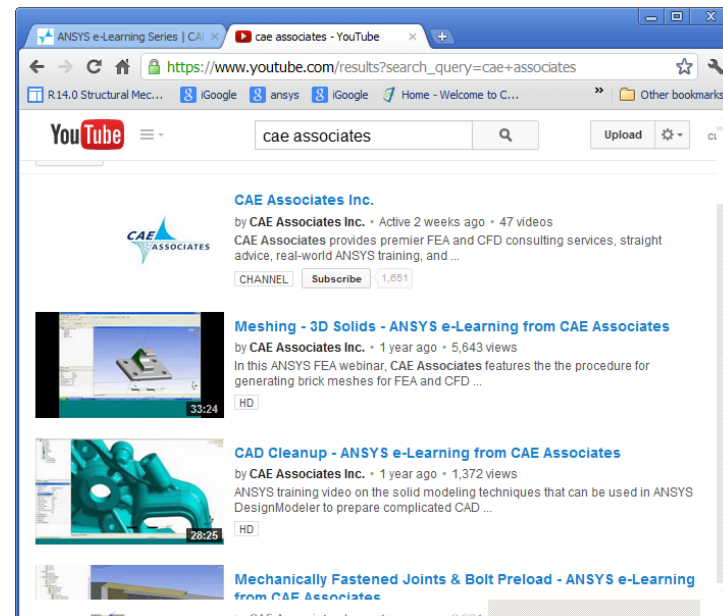 ANSYS e-Learning Series | CA
cae associates - YouTube
https://www.youtube.com/results?search_query=cae+associates
R14.0 Structural Mec...
iGoogle
ansys
iGoogle
Home - Welcome to C...
»
Other bookmarks
YouTube
cae associates
Upload
CAE Associates Inc.
by CAE Associates Inc. • Active 2 weeks ago • 47 videos
CAE Associates provides premier FEA and CFD consulting services, straight
advice, real-world ANSYS training, and ...
CHANNEL
Subscribe
1,651
CAE
ASSOCIATES
Meshing - 3D Solids - ANSYS e-Learning from CAE Associates
by CAE Associates Inc. • 1 year ago • 5,643 views
In this ANSYS FEA webinar, CAE Associates features the the procedure for
generating brick meshes for FEA and CFD ...
HD
33:24
CAD Cleanup - ANSYS e-Learning from CAE Associates
by CAE Associates Inc. • 1 year ago • 1,372 views
ANSYS training video on the solid modeling techniques that can be used in ANSYS
DesignModeler to prepare complicated CAD ...
HD
28:25
Mechanically Fastened Joints & Bolt Preload - ANSYS e-Learning
from CAE Associates